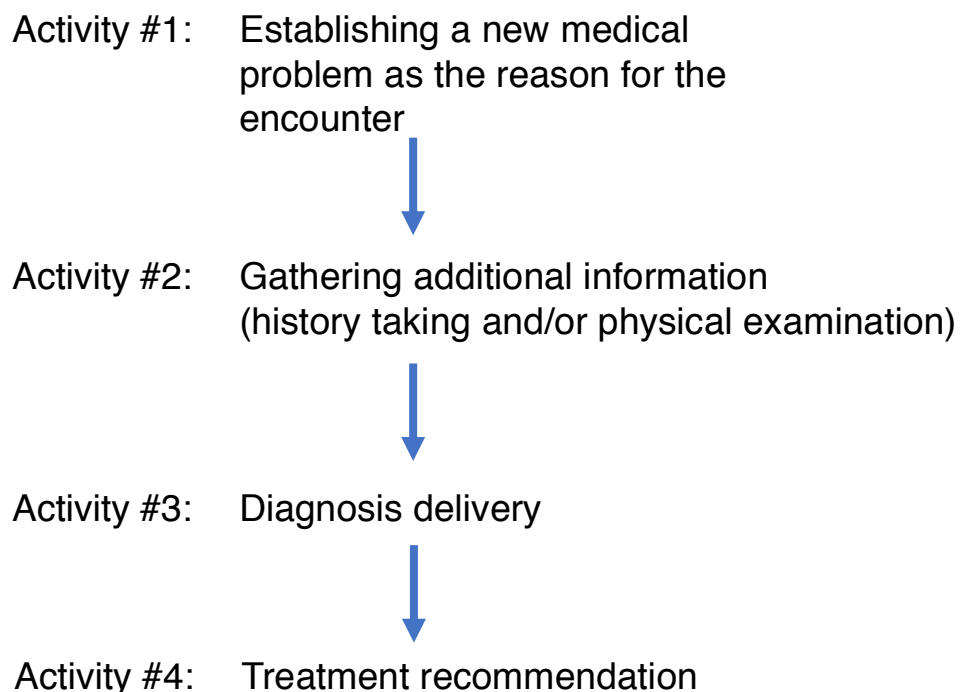 Activity #1: Establishing a new medical
problem as the reason for the
encounter
Activity #2: Gathering additional information
(history taking and/or physical examination)
Activity #3: Diagnosis delivery
Activity #4: Treatment recommendation